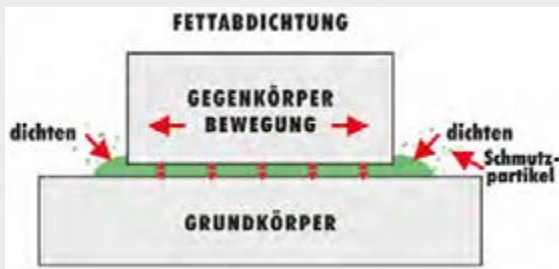 FETTABDICHTUNG
GEGENKÖRPER
BEWEGUNG
dichten
dichten
Schmutz-
partikel
GRUNDKÖRPER